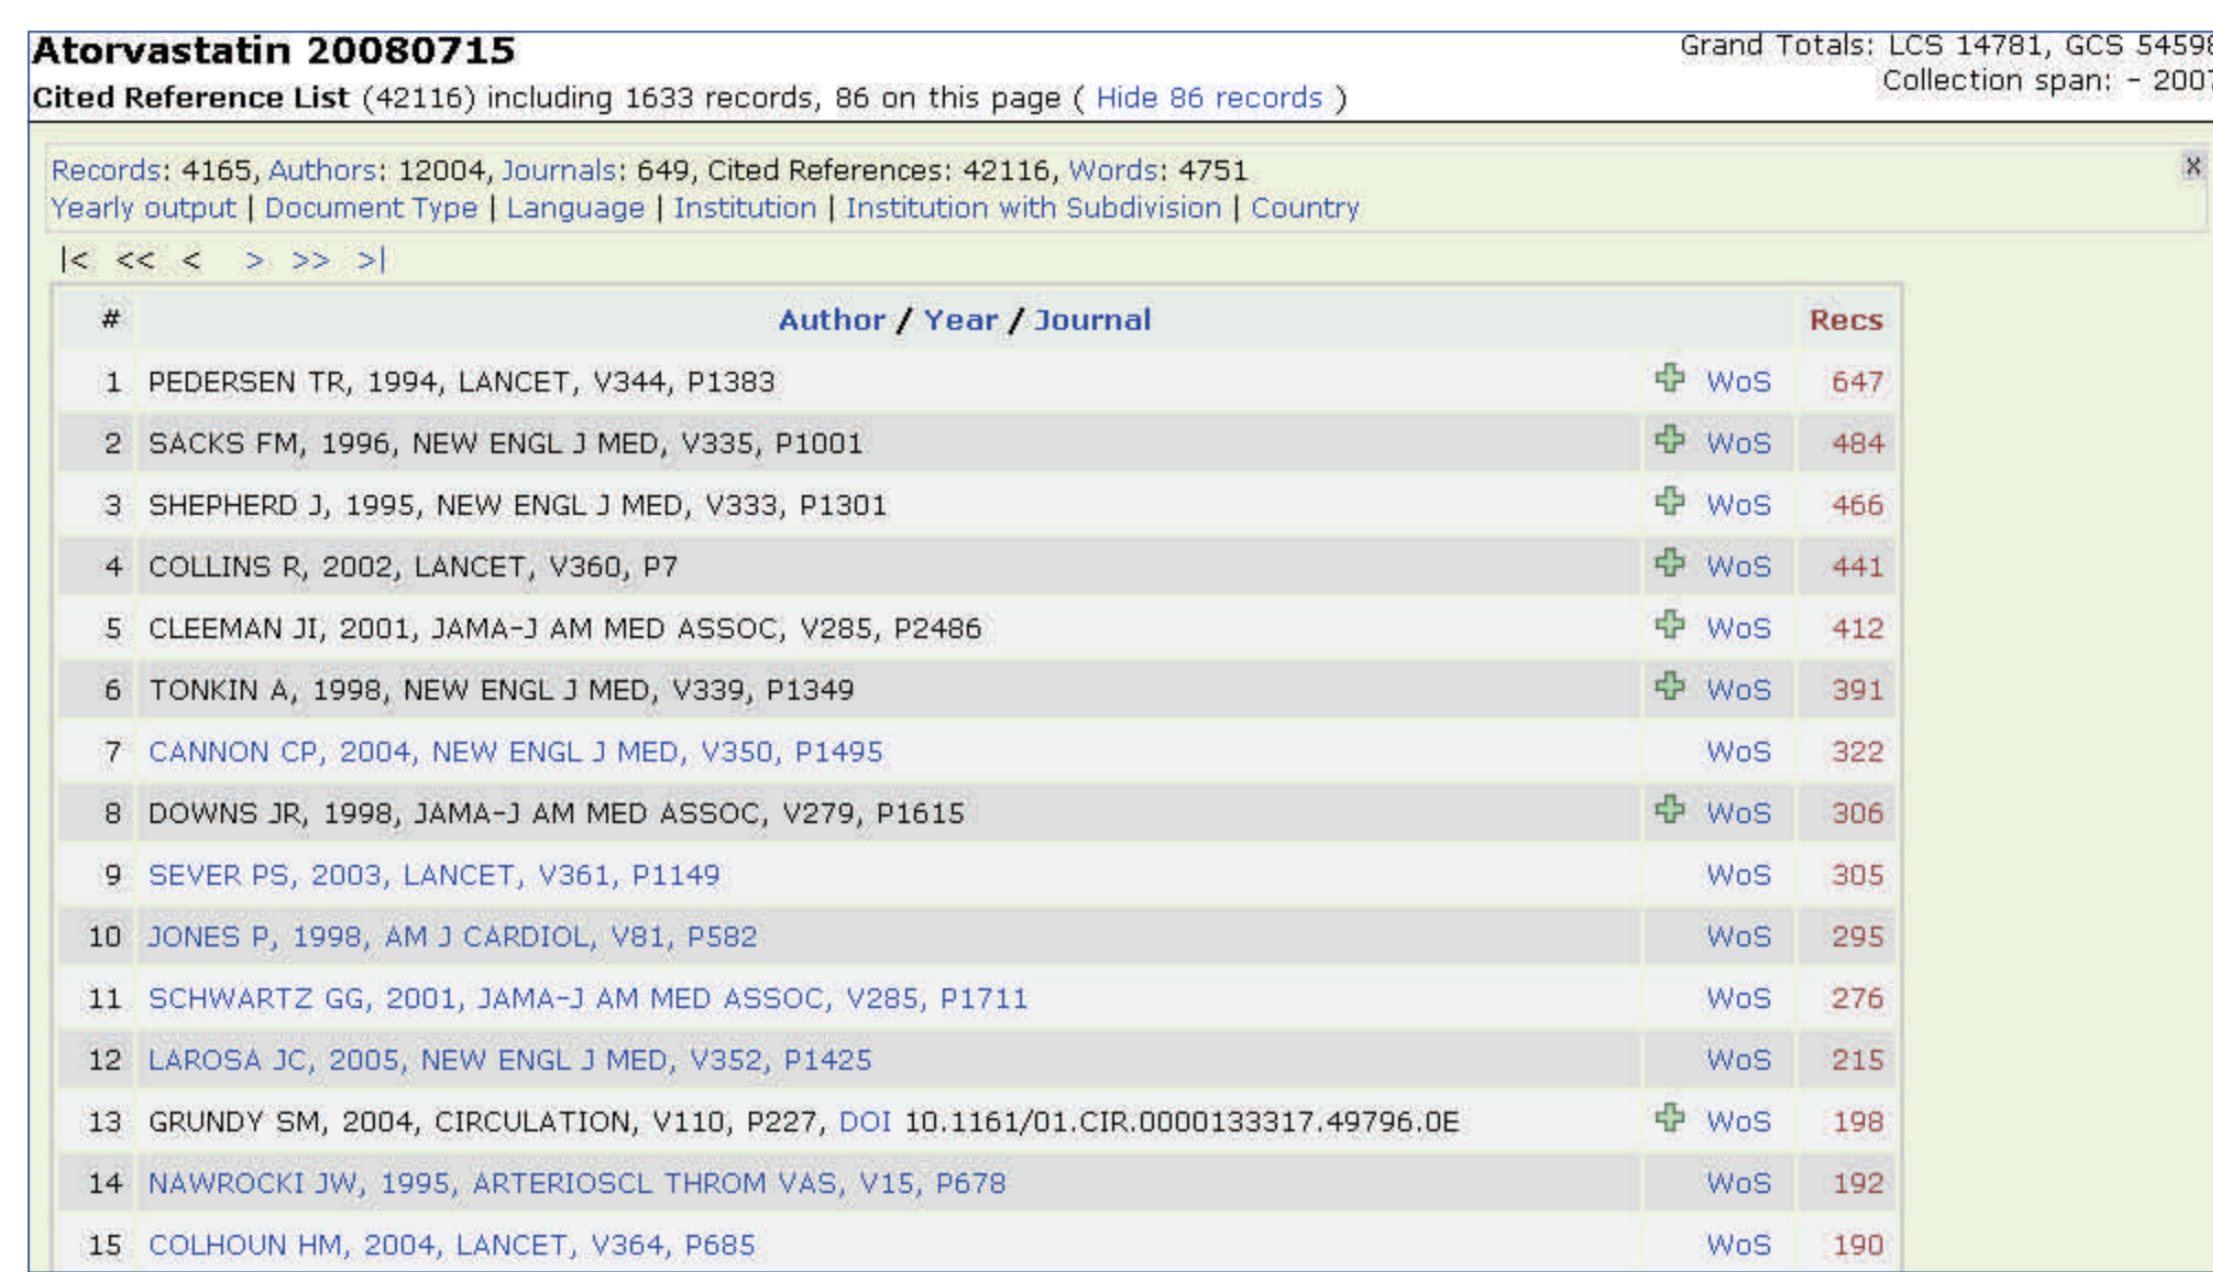 Atorvastatin 20080715
Grand Totals: LCS 14781, GCS 54598
Collection span: - 2007
Cited Reference List (42116) including 1633 records, 86 on this page ( Hide 86 records )
Records: 4165, Authors: 12004, Journals: 649, Cited References: 42116, Words: 4751
X
Yearly output | Document Type | Language | Institution | Institution with Subdivision | Country
|< << < > >> >|
# Author / Year / Journal Recs
1 PEDERSEN TR, 1994, LANCET, V344, P1383 WoS 647
2 SACKS FM, 1996, NEW ENGL J MED, V335, P1001 WoS 484
3 SHEPHERD J, 1995, NEW ENGL J MED, V333, P1301 WoS 466
4 COLLINS R, 2002, LANCET, V360, P7 WoS 441
5 CLEEMAN JI, 2001, JAMA-J AM MED ASSOC, V285, P2486 WoS 412
6 TONKIN A, 1998, NEW ENGL J MED, V339, P1349 WoS 391
7 CANNON CP, 2004, NEW ENGL J MED, V350, P1495 WoS 322
8 DOWNS JR, 1998, JAMA-J AM MED ASSOC, V279, P1615 WoS 306
9 SEVER PS, 2003, LANCET, V361, P1149 WoS 305
10 JONES P, 1998, AM J CARDIOL, V81, P582 WoS 295
11 SCHWARTZ GG, 2001, JAMA-J AM MED ASSOC, V285, P1711 WoS 276
12 LAROSA JC, 2005, NEW ENGL J MED, V352, P1425 WoS 215
13 GRUNDY SM, 2004, CIRCULATION, V110, P227, DOI 10.1161/01.CIR.0000133317.49796.0E WoS 198
14 NAWROCKI JW, 1995, ARTERIOSCL THROM VAS, V15, P678 WoS 192
15 COLHOUN HM, 2004, LANCET, V364, P685 WoS 190